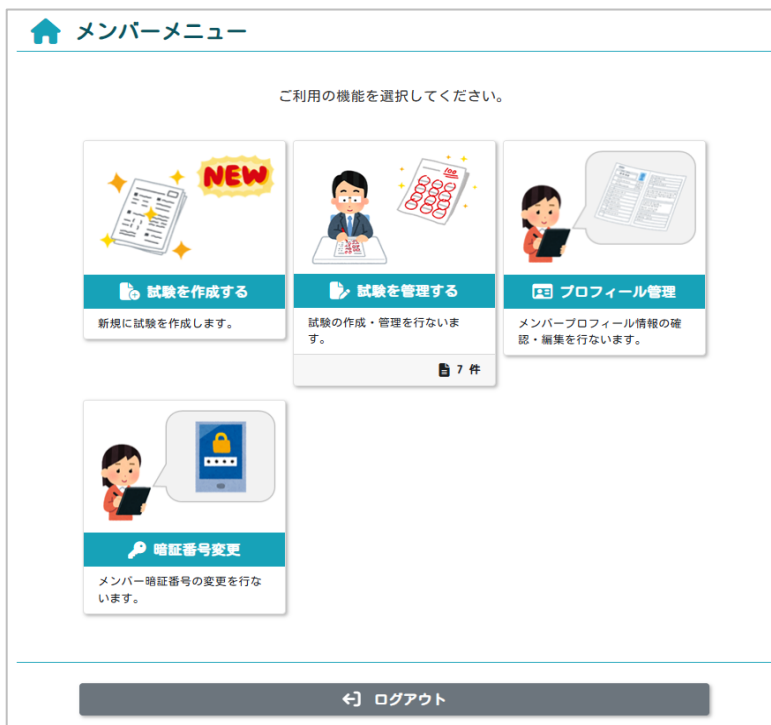 メンバーメニュー
ご利用の機能を選択してください。
NEW
試験を作成する
新規に試験を作成します。
100
試験を管理する
試験の作成・管理を行ないま
す。
7 件
プロフィール管理
メンバープロフィール情報の確
認・編集を行ないます。
暗証番号変更
メンバー暗証番号の変更を行な
います。
ログアウト